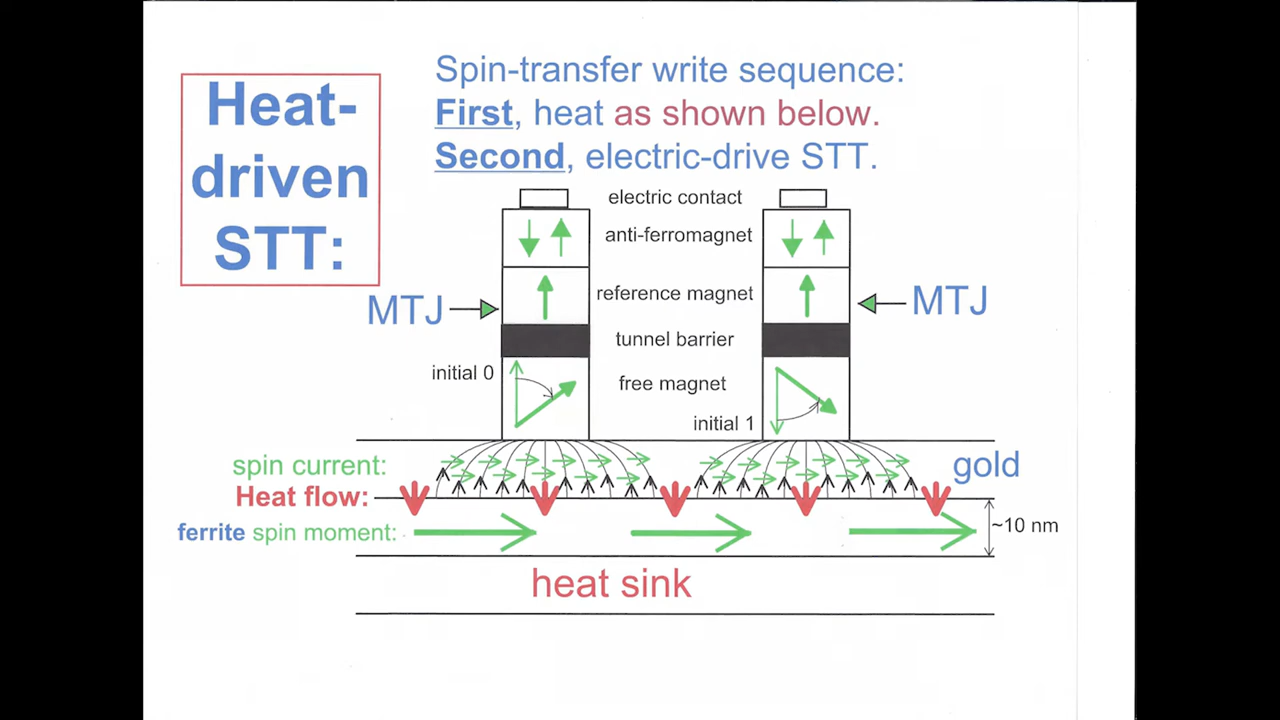 Heat-
driven
STT:
Spin-transfer write sequence:
First, heat as shown below.
Second, electric-drive STT.
electric contact
anti-ferromagnet
reference magnet
MTJ
MTJ
tunnel barrier
initial 0
free magnet
initial 1
spin current:
gold
Heat flow:
ferrite spin moment:
~10 nm
heat sink